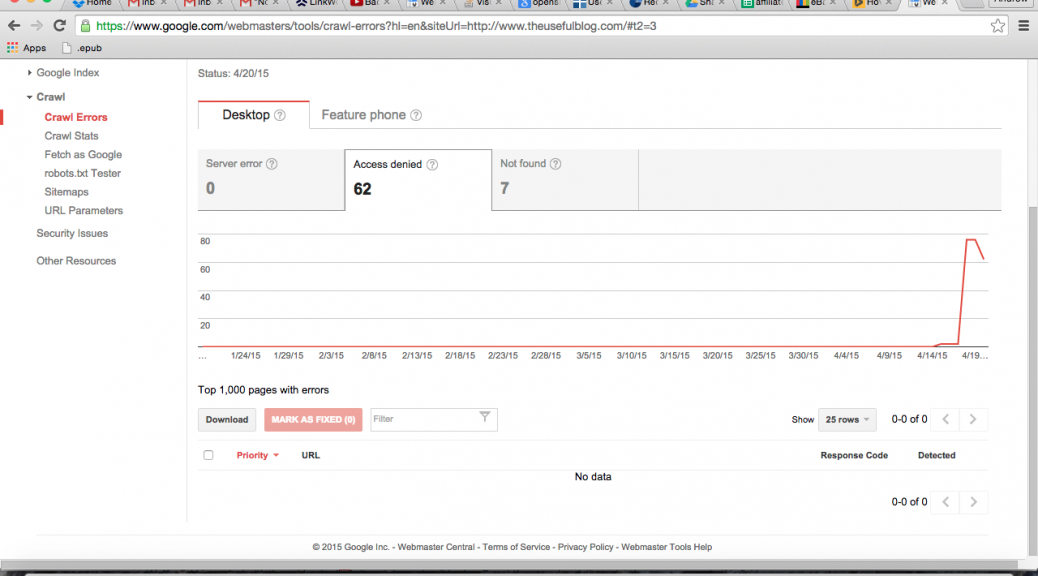 Home
Inb
Inb
"No
LinkW
Ba
We
visi
opens
Use
He
Sha
affiliat
eBa
Ho
We
Andrew
https://www.google.com/webmasters/tools/crawl-errors?hl=en&siteUrl=http://www.theusefulblog.com/#t2=3
Apps .epub
Google Index
Status: 4/20/15
Crawl
Crawl Errors
Crawl Stats
Fetch as Google
robots.txt Tester
Sitemaps
URL Parameters
Security Issues
Other Resources
Desktop ? Feature phone ?
Server error ? Access denied ? Not found ?
0 62 7
80
60
40
20
... 1/24/15 1/29/15 2/3/15 2/8/15 2/13/15 2/18/15 2/23/15 2/28/15 3/5/15 3/10/15 3/15/15 3/20/15 3/25/15 3/30/15 4/4/15 4/9/15 4/14/15 4/19...
Top 1,000 pages with errors
Download MARK AS FIXED (0) Filter Show 25 rows 0-0 of 0
Priority URL Response Code Detected
No data
0-0 of 0
© 2015 Google Inc. - Webmaster Central - Terms of Service - Privacy Policy - Webmaster Tools Help